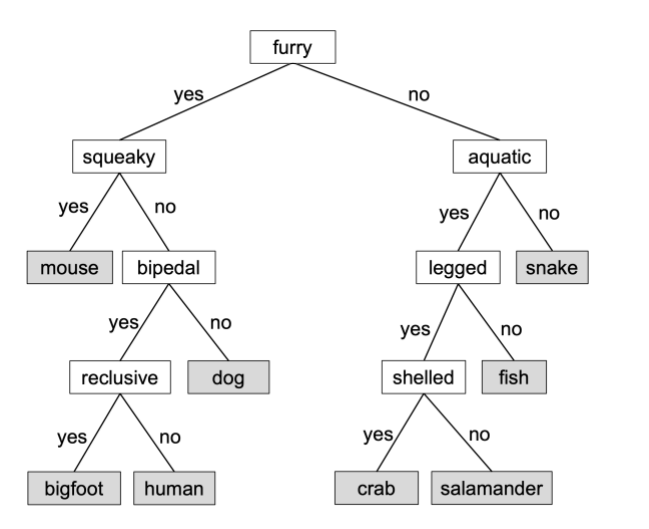 furry
yes
no
squeaky
aquatic
yes
no
yes
no
mouse
bipedal
legged
snake
yes
no
yes
no
reclusive
dog
shelled
fish
yes
no
yes
no
bigfoot
human
crab
salamander